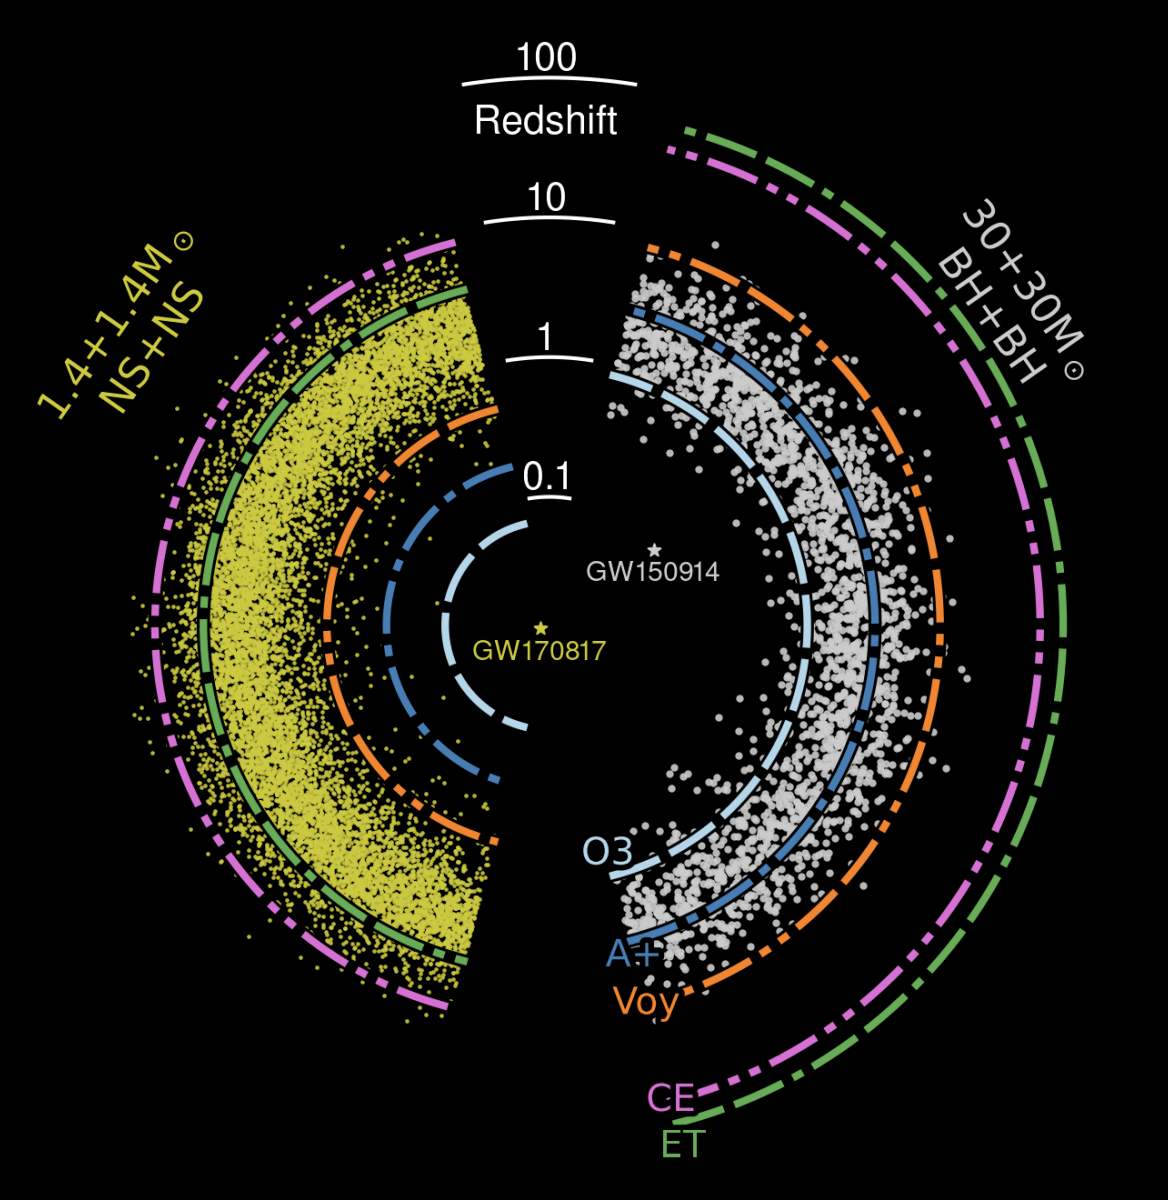 100
Redshift
10
1
0.1
1.4+1.4M☉
NS+NS
30+30M☉
BH+BH
GW150914
GW170817
O3
A+
Voy
CE
ET